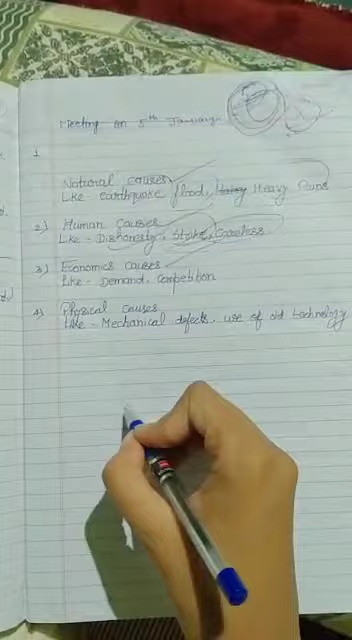 Meeting on 5th January
1
Natural causes
Like - earthquake flood, Heavy Rains
2) Human causes
Like - Dishonesty, Strike, Careless
3) Economics causes
Like - Demand, Competition
4) Physical causes
Like - Mechanical defects, use of old technology